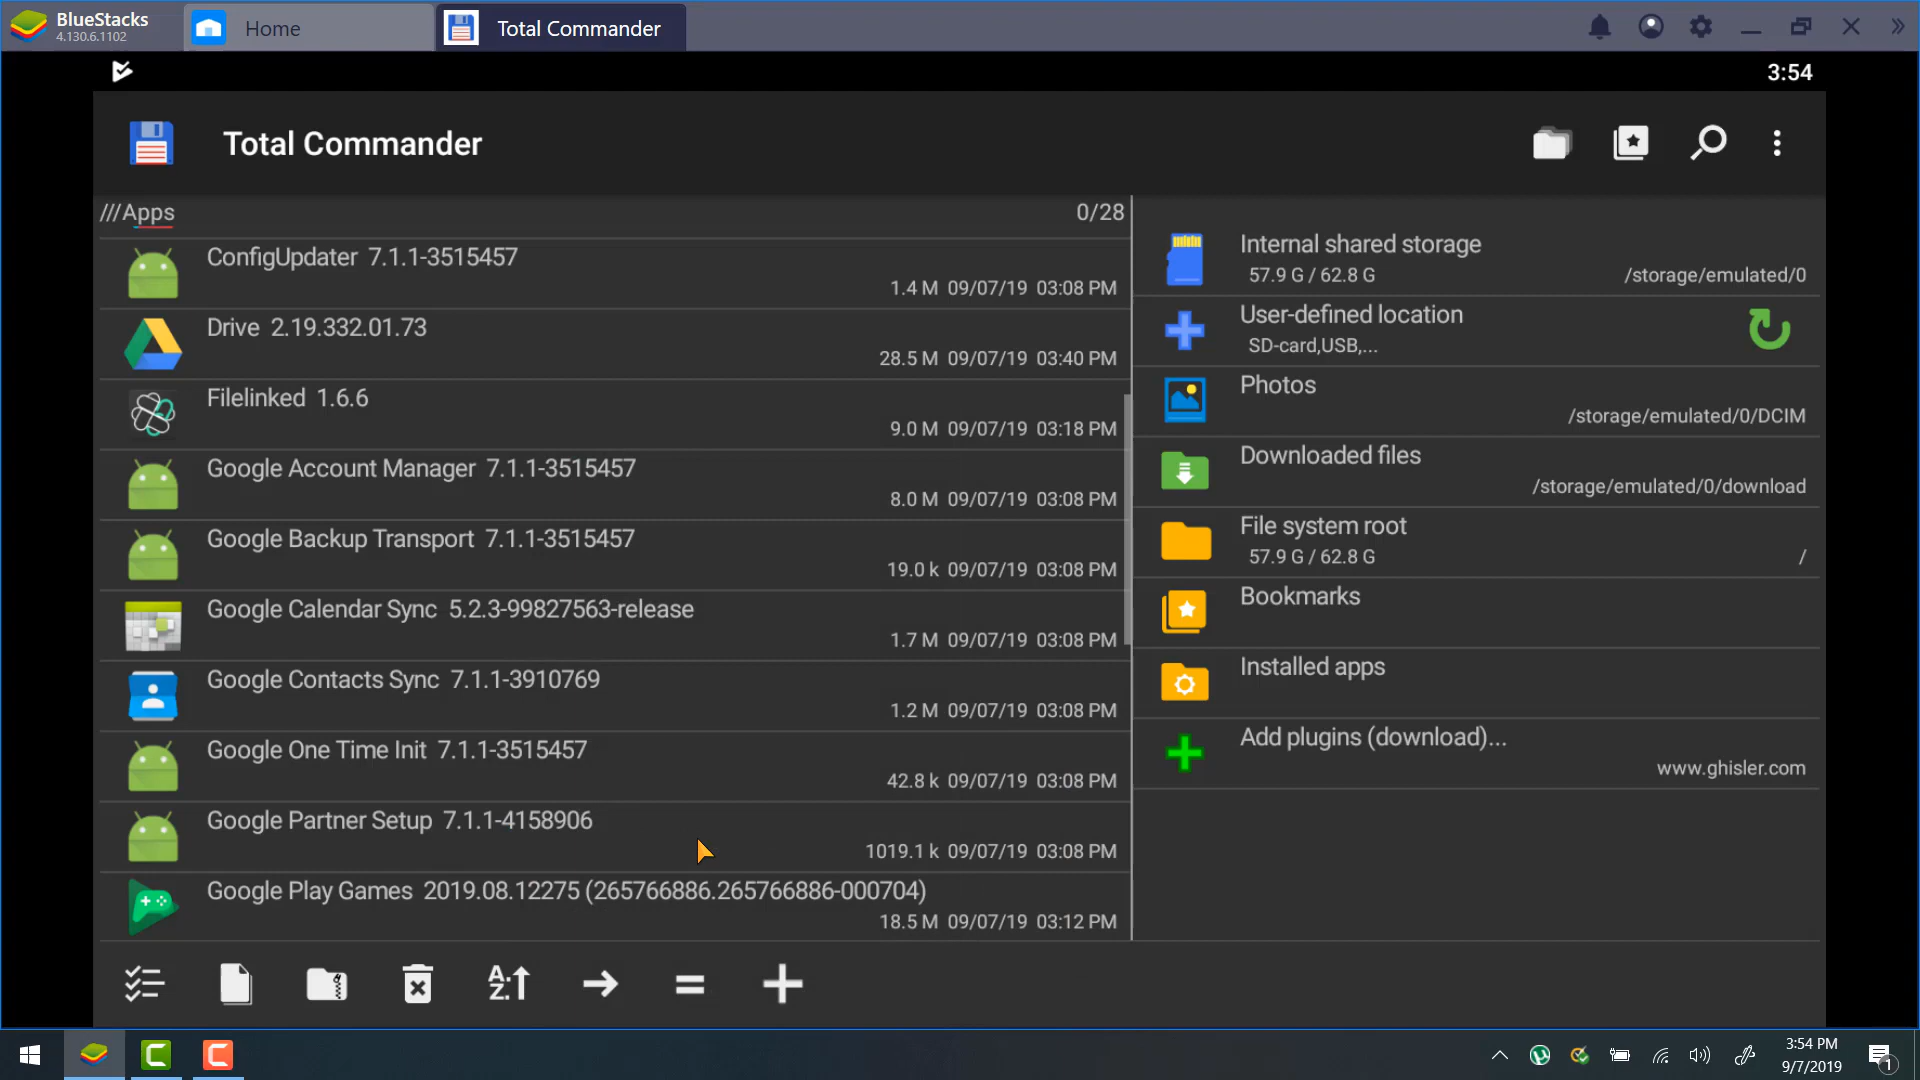 BlueStacks
4.130.6.1102
Home
Total Commander
3:54
Total Commander
///Apps 0/28
ConfigUpdater 7.1.1-3515457
1.4 M 09/07/19 03:08 PM
Drive 2.19.332.01.73
28.5 M 09/07/19 03:40 PM
Filelinked 1.6.6
9.0 M 09/07/19 03:18 PM
Google Account Manager 7.1.1-3515457
8.0 M 09/07/19 03:08 PM
Google Backup Transport 7.1.1-3515457
19.0 k 09/07/19 03:08 PM
Google Calendar Sync 5.2.3-99827563-release
1.7 M 09/07/19 03:08 PM
Google Contacts Sync 7.1.1-3910769
1.2 M 09/07/19 03:08 PM
Google One Time Init 7.1.1-3515457
42.8 k 09/07/19 03:08 PM
Google Partner Setup 7.1.1-4158906
1019.1 k 09/07/19 03:08 PM
Google Play Games 2019.08.12275 (265766886.265766886-000704)
18.5 M 09/07/19 03:12 PM
Internal shared storage
57.9 G / 62.8 G /storage/emulated/0
User-defined location
SD-card,USB,...
Photos
/storage/emulated/0/DCIM
Downloaded files
/storage/emulated/0/download
File system root
57.9 G / 62.8 G /
Bookmarks
Installed apps
Add plugins (download)...
www.ghisler.com
A.
Z.
3:54 PM
9/7/2019
1